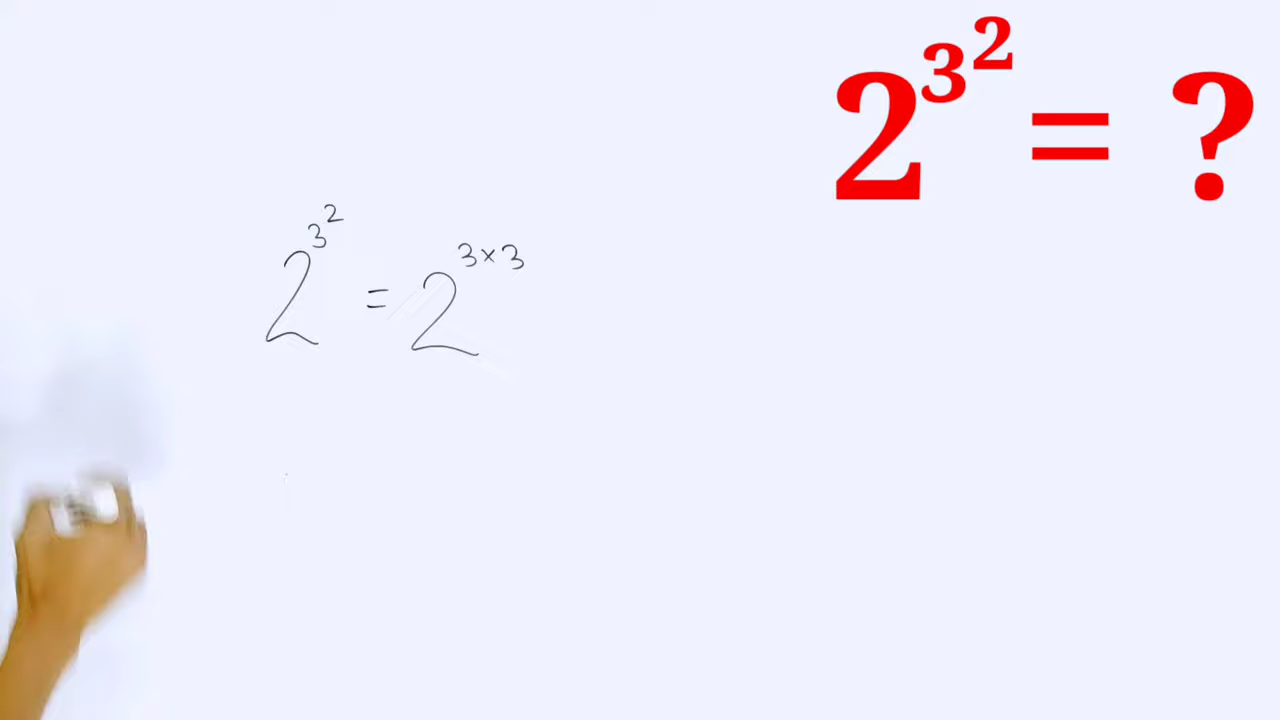 2^{3^2} = ?
2^{3^2} = 2^{3×3}